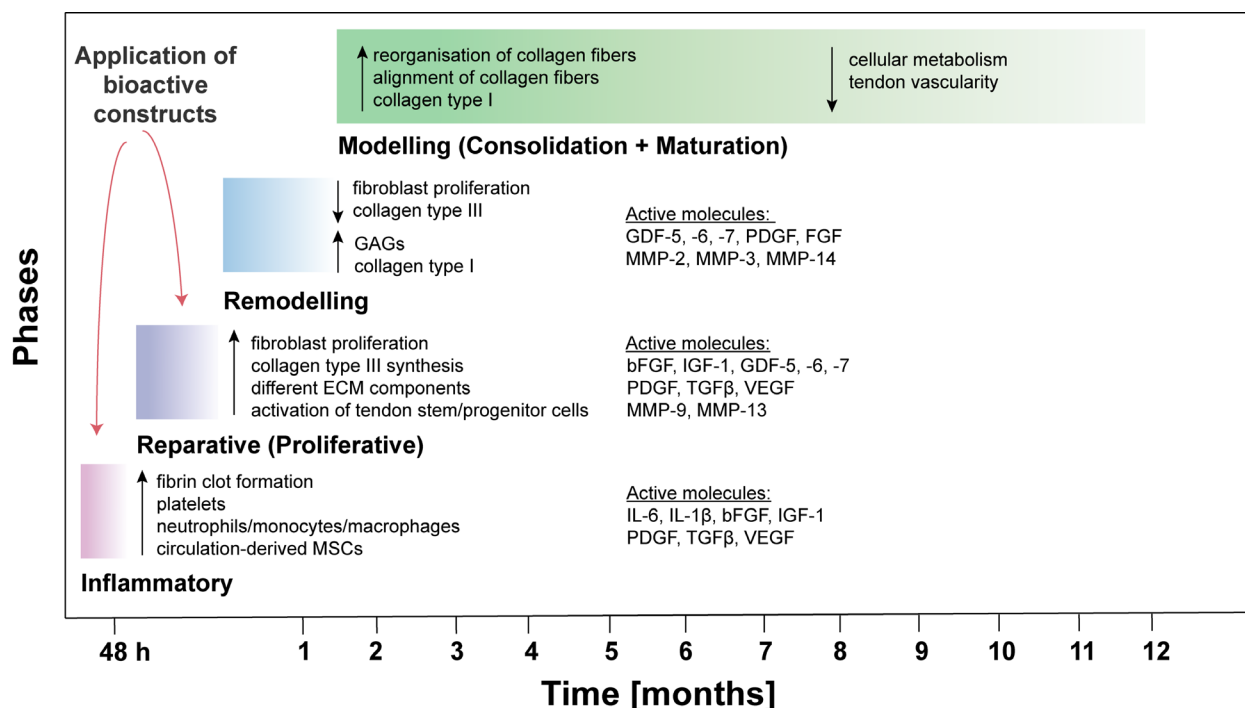 Application of
bioactive
constructs
reorganisation of collagen fibers
alignment of collagen fibers
collagen type I
cellular metabolism
tendon vascularity
Modelling (Consolidation + Maturation)
fibroblast proliferation
collagen type III
GAGs
collagen type I
Active molecules:
GDF-5, -6, -7, PDGF, FGF
MMP-2, MMP-3, MMP-14
Remodelling
fibroblast proliferation
collagen type III synthesis
different ECM components
activation of tendon stem/progenitor cells
Active molecules:
bFGF, IGF-1, GDF-5, -6, -7
PDGF, TGFβ, VEGF
MMP-9, MMP-13
Reparative (Proliferative)
fibrin clot formation
platelets
neutrophils/monocytes/macrophages
circulation-derived MSCs
Active molecules:
IL-6, IL-1β, bFGF, IGF-1
PDGF, TGFβ, VEGF
Inflammatory
Phases
48 h 1 2 3 4 5 6 7 8 9 10 11 12
Time [months]